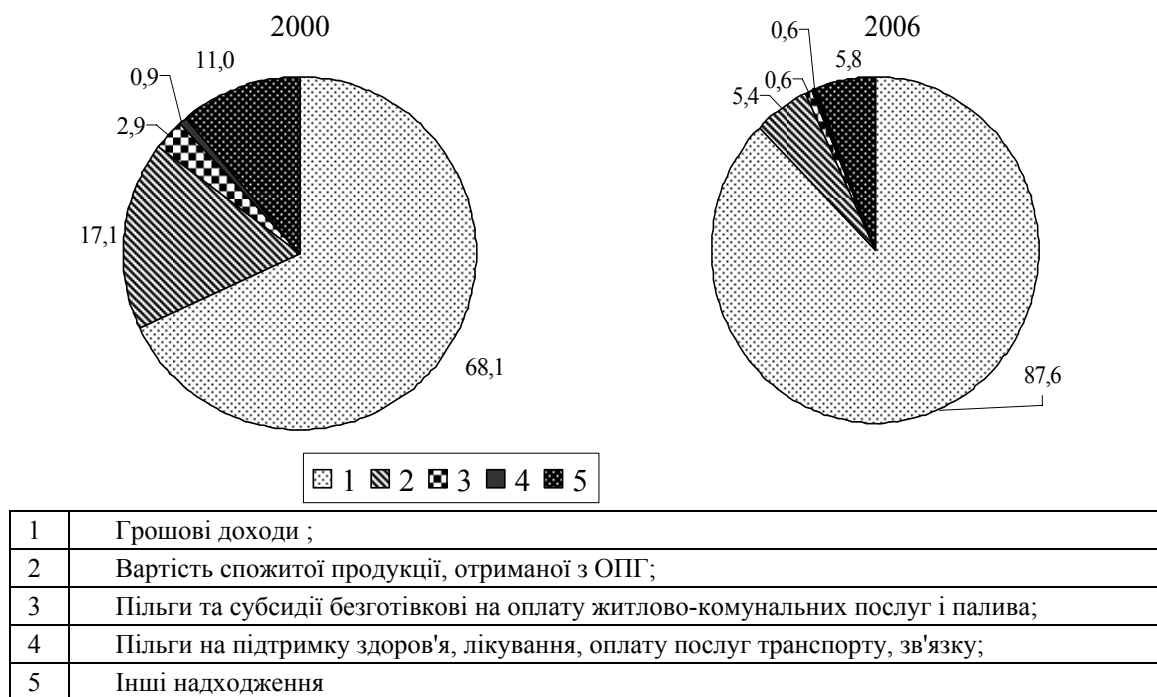 2000
2006
0,9
11,0
2,9
17,1
68,1
0,6
5,8
0,6
5,4
87,6
1 2 3 4 5
1 Грошові доходи ;
2 Вартість спожитої продукції, отриманої з ОПГ;
3 Пільги та субсидії безготівкові на оплату житлово-комунальних послуг і палива;
4 Пільги на підтримку здоров'я, лікування, оплату послуг транспорту, зв'язку;
5 Інші надходження